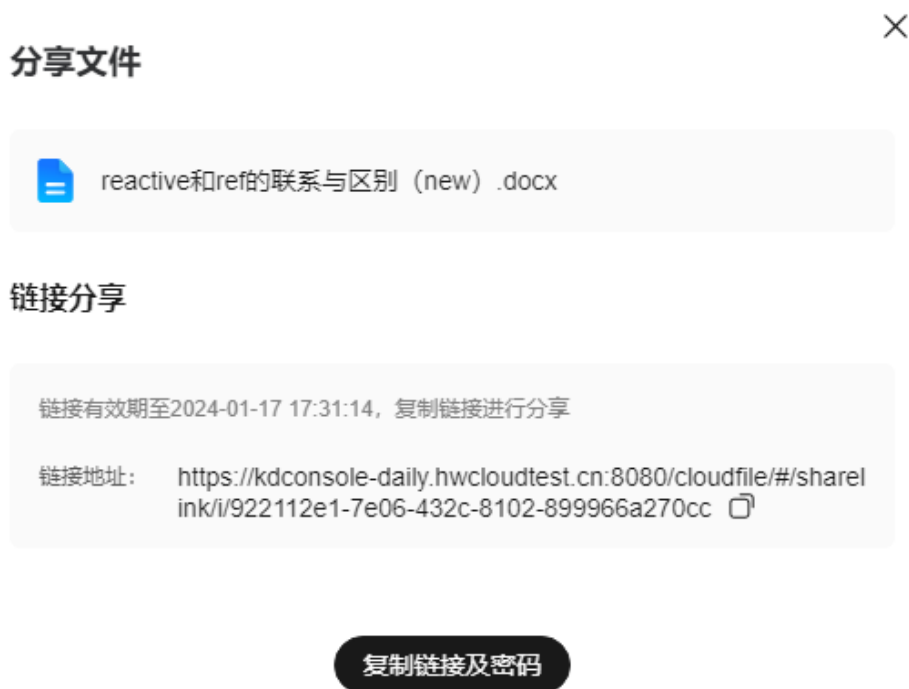 分享文件
reactive和ref的联系与区别（new）.docx
链接分享
链接有效期至2024-01-17 17:31:14，复制链接进行分享
链接地址： https://kdconsole-daily.hwcloudtest.cn:8080/cloudfile/#/sharel
ink/i/922112e1-7e06-432c-8102-899966a270cc
复制链接及密码